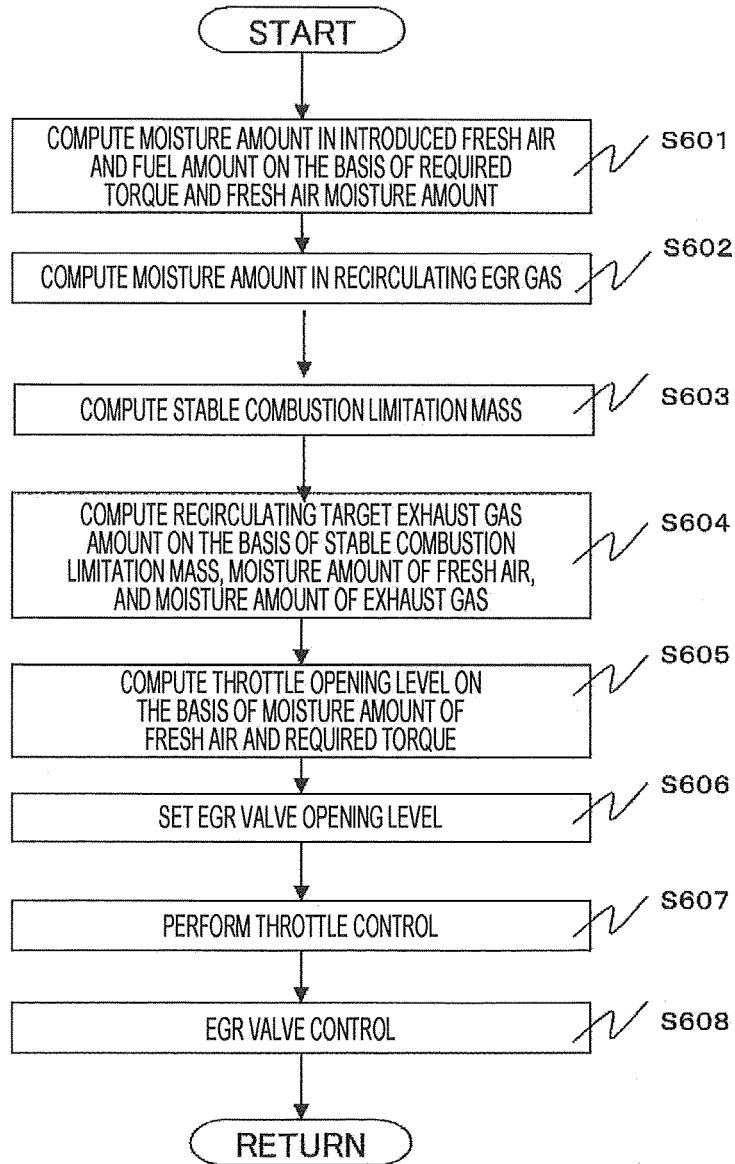 START
COMPUTE MOISTURE AMOUNT IN INTRODUCED FRESH AIR
AND FUEL AMOUNT ON THE BASIS OF REQUIRED
TORQUE AND FRESH AIR MOISTURE AMOUNT
S601
COMPUTE MOISTURE AMOUNT IN RECIRCULATING EGR GAS
S602
COMPUTE STABLE COMBUSTION LIMITATION MASS
S603
COMPUTE RECIRCULATING TARGET EXHAUST GAS
AMOUNT ON THE BASIS OF STABLE COMBUSTION
LIMITATION MASS, MOISTURE AMOUNT OF FRESH AIR,
AND MOISTURE AMOUNT OF EXHAUST GAS
S604
COMPUTE THROTTLE OPENING LEVEL ON
THE BASIS OF MOISTURE AMOUNT OF
FRESH AIR AND REQUIRED TORQUE
S605
SET EGR VALVE OPENING LEVEL
S606
PERFORM THROTTLE CONTROL
S607
EGR VALVE CONTROL
S608
RETURN